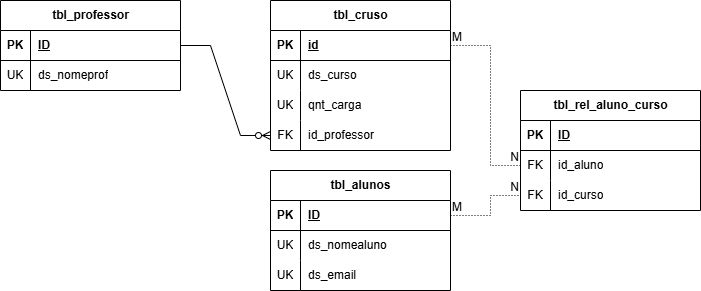 tbl_professor
PK ID
UK ds_nomeprof
tbl_cruso
PK id
UK ds_curso
UK qnt_carga
FK id_professor
M
tbl_rel_aluno_curso
PK ID
N
FK id_aluno
N
FK id_curso
tbl_alunos
PK ID
M
UK ds_nomealuno
UK ds_email